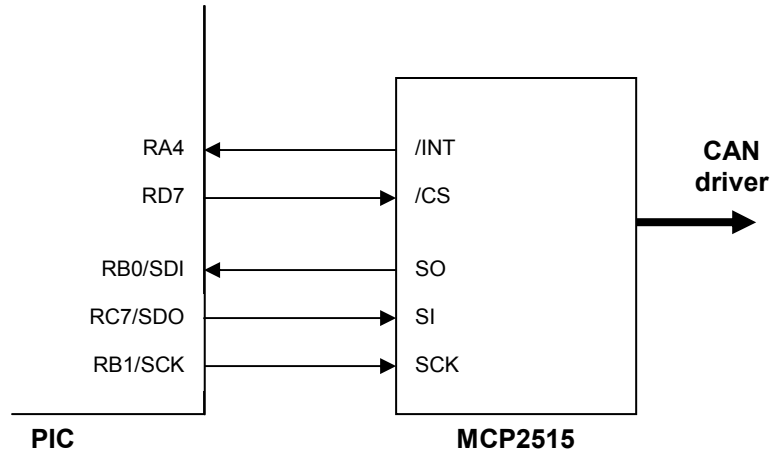 RA4
/INT
CAN
driver
RD7
/CS
RB0/SDI
SO
RC7/SDO
SI
RB1/SCK
SCK
PIC
MCP2515